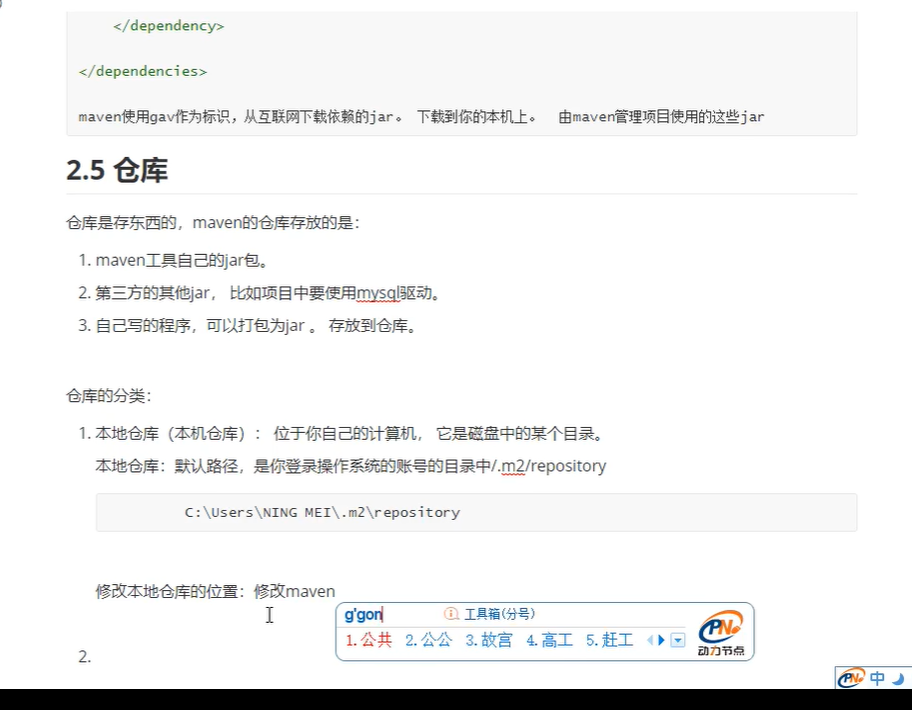 </dependency>
</dependencies>
maven使用gav作为标识，从互联网下载依赖的jar。 下载到你的本机上。 由maven管理项目使用的这些jar
2.5 仓库
仓库是存东西的，maven的仓库存放的是：
1. maven工具自己的jar包。
2. 第三方的其他jar， 比如项目中要使用mysql驱动。
3. 自己写的程序，可以打包为jar 。 存放到仓库。
仓库的分类：
1. 本地仓库（本机仓库）： 位于你自己的计算机， 它是磁盘中的某个目录。
本地仓库：默认路径，是你登录操作系统的账号的目录中/.m2/repository
C:\Users\NING MEI\.m2\repository
修改本地仓库的位置：修改maven
g'gon 工具箱(分号)
1.公共 2.公公 3.故宫 4.高工 5.赶工
PN
动力节点
2.
PN 中